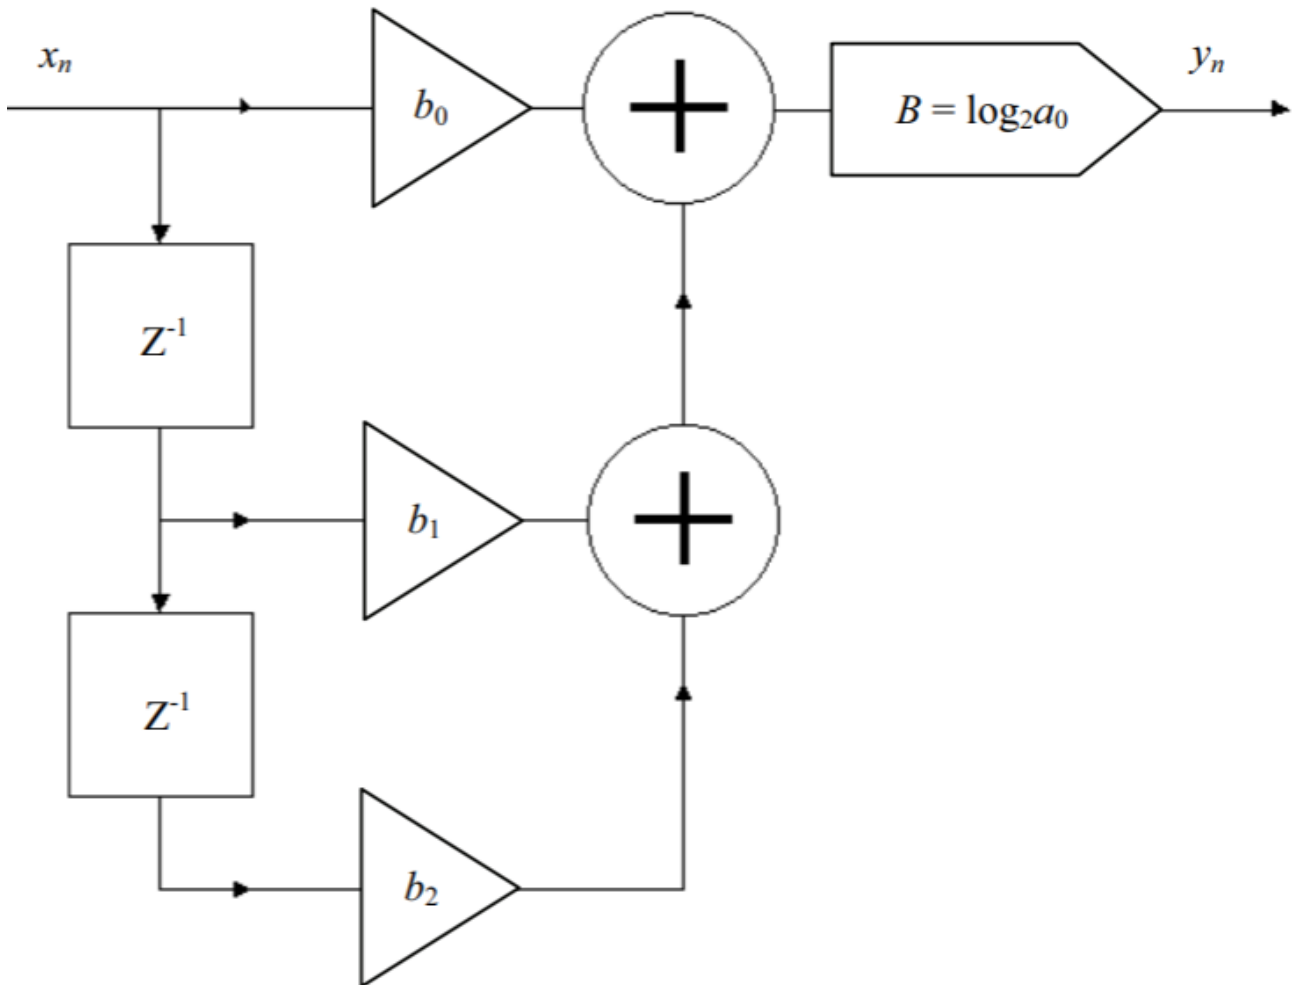 xₙ
b₀
+
B = log₂a₀
yₙ
Z⁻¹
b₁
+
Z⁻¹
b₂